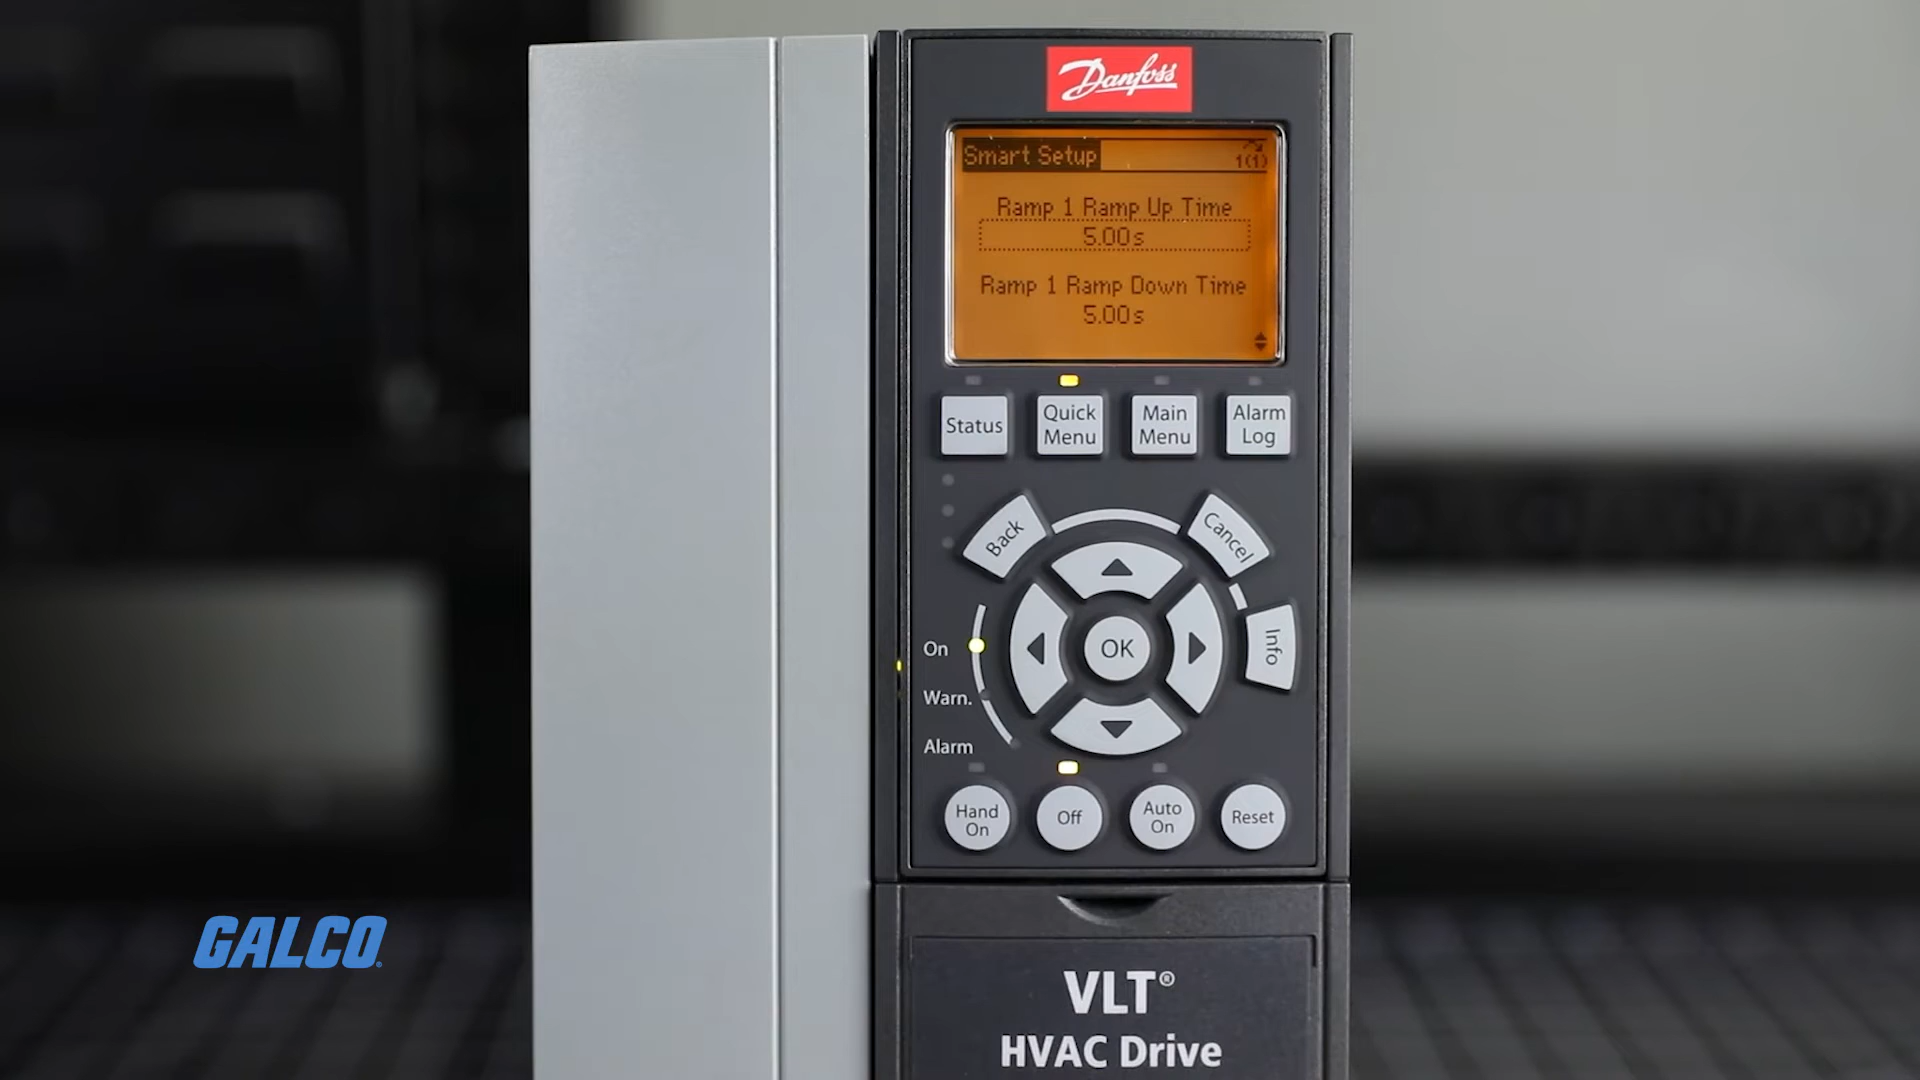 Danfoss
Smart Setup
1(1)
Ramp 1 Ramp Up Time
5.00s
Ramp 1 Ramp Down Time
5.00s
Status
Quick
Menu
Main
Menu
Alarm
Log
Back
Cancel
OK
Info
On
Warn.
Alarm
Hand
On
Off
Auto
On
Reset
GALCO®
VLT®
HVAC Drive